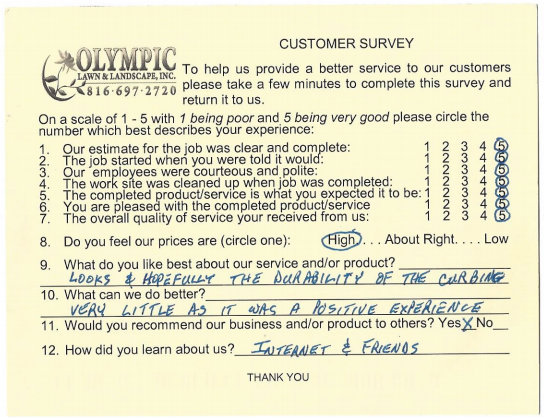 CUSTOMER SURVEY
OLYMPIC
LAWN & LANDSCAPE, INC.
816·697·2720
To help us provide a better service to our customers
please take a few minutes to complete this survey and
return it to us.
On a scale of 1 - 5 with 1 being poor and 5 being very good please circle the
number which best describes your experience:
1. Our estimate for the job was clear and complete: 1 2 3 4 5
2. The job started when you were told it would: 1 2 3 4 5
3. Our employees were courteous and polite: 1 2 3 4 5
4. The work site was cleaned up when job was completed: 1 2 3 4 5
5. The completed product/service is what you expected it to be: 1 2 3 4 5
6. You are pleased with the completed product/service 1 2 3 4 5
7. The overall quality of service your received from us: 1 2 3 4 5
8. Do you feel our prices are (circle one): High. . . About Right. . . . Low
9. What do you like best about our service and/or product?
LOOKS & HOPEFULLY THE DURABILITY OF THE CURBING
10. What can we do better?
VERY LITTLE AS IT WAS A POSITIVE EXPERIENCE
11. Would you recommend our business and/or product to others? Yes X No__
12. How did you learn about us? INTERNET & FRIENDS
THANK YOU